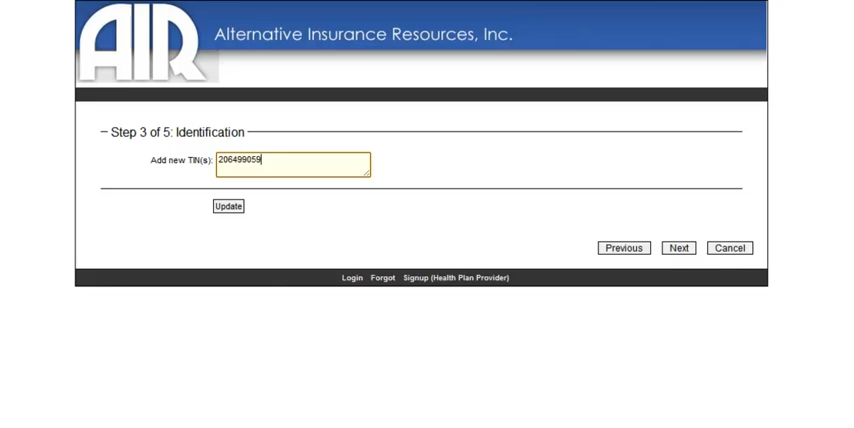 AIR
Alternative Insurance Resources, Inc.
Step 3 of 5: Identification
Add new TIN(s): 206499059
Update
Previous Next Cancel
Login Forgot Signup (Health Plan Provider)